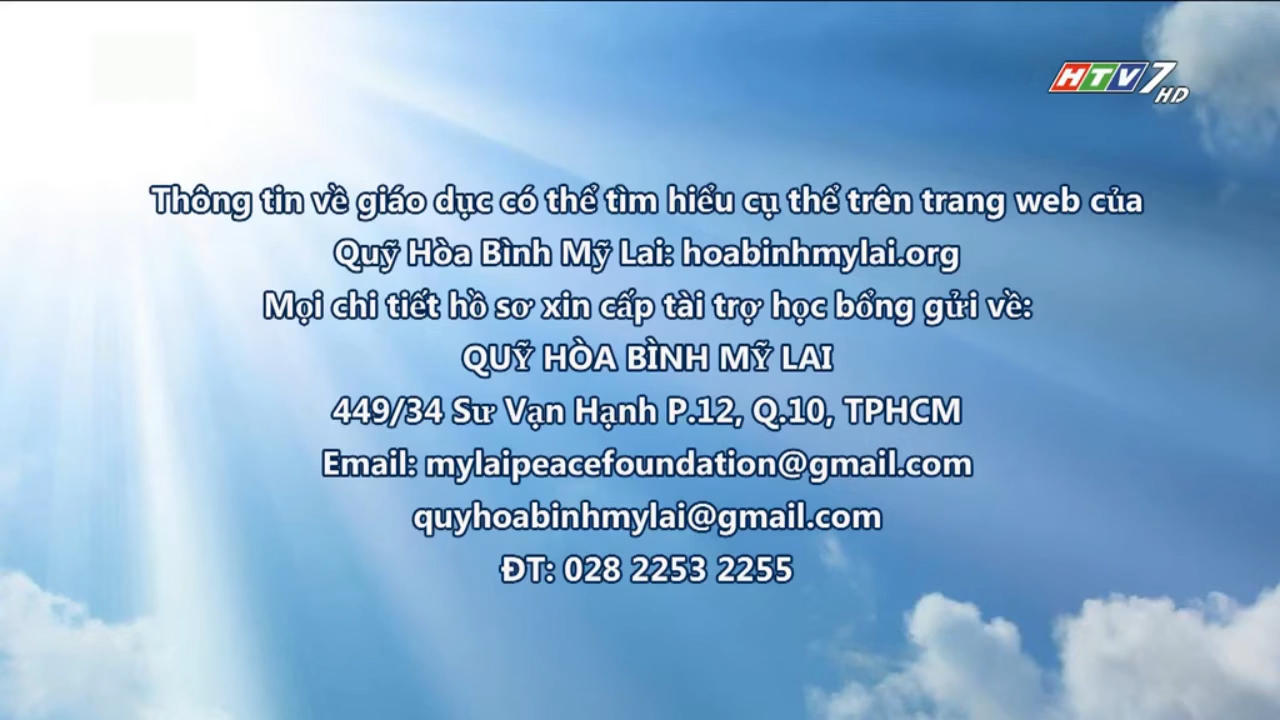 HTV7
HD
Thông tin về giáo dục có thể tìm hiểu cụ thể trên trang web của
Quỹ Hòa Bình Mỹ Lai: hoabinhmylai.org
Mọi chi tiết hồ sơ xin cấp tài trợ học bổng gửi về:
QUỸ HÒA BÌNH MỸ LAI
449/34 Sư Vạn Hạnh P.12, Q.10, TPHCM
Email: mylaipeacefoundation@gmail.com
quyhoabinhmylai@gmail.com
ĐT: 028 2253 2255